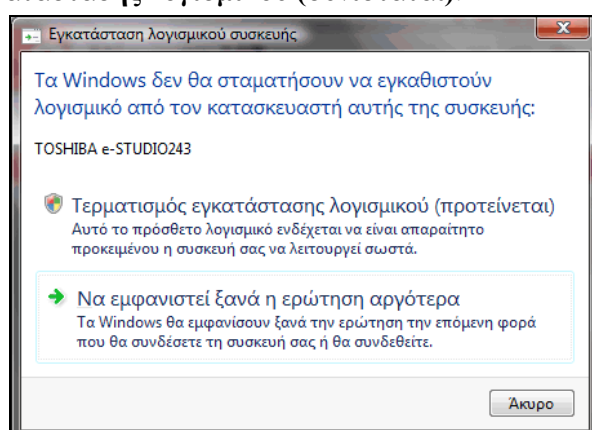 Εγκατάσταση λογισμικού συσκευής
Τα Windows δεν θα σταματήσουν να εγκαθιστούν
λογισμικό από τον κατασκευαστή αυτής της συσκευής:
TOSHIBA e-STUDIO243
Τερματισμός εγκατάστασης λογισμικού (προτείνεται)
Αυτό το πρόσθετο λογισμικό ενδέχεται να είναι απαραίτητο
προκειμένου η συσκευή σας να λειτουργεί σωστά.
Να εμφανιστεί ξανά η ερώτηση αργότερα
Τα Windows θα εμφανίσουν ξανά την ερώτηση την επόμενη φορά
που θα συνδέσετε τη συσκευή σας ή θα συνδεθείτε.
Άκυρο